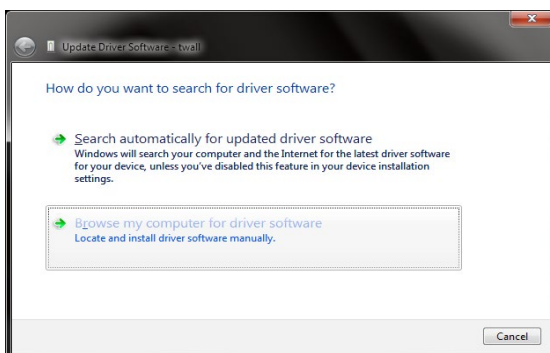 Update Driver Software - twall
How do you want to search for driver software?
Search automatically for updated driver software
Windows will search your computer and the Internet for the latest driver software
for your device, unless you've disabled this feature in your device installation
settings.
Browse my computer for driver software
Locate and install driver software manually.
Cancel